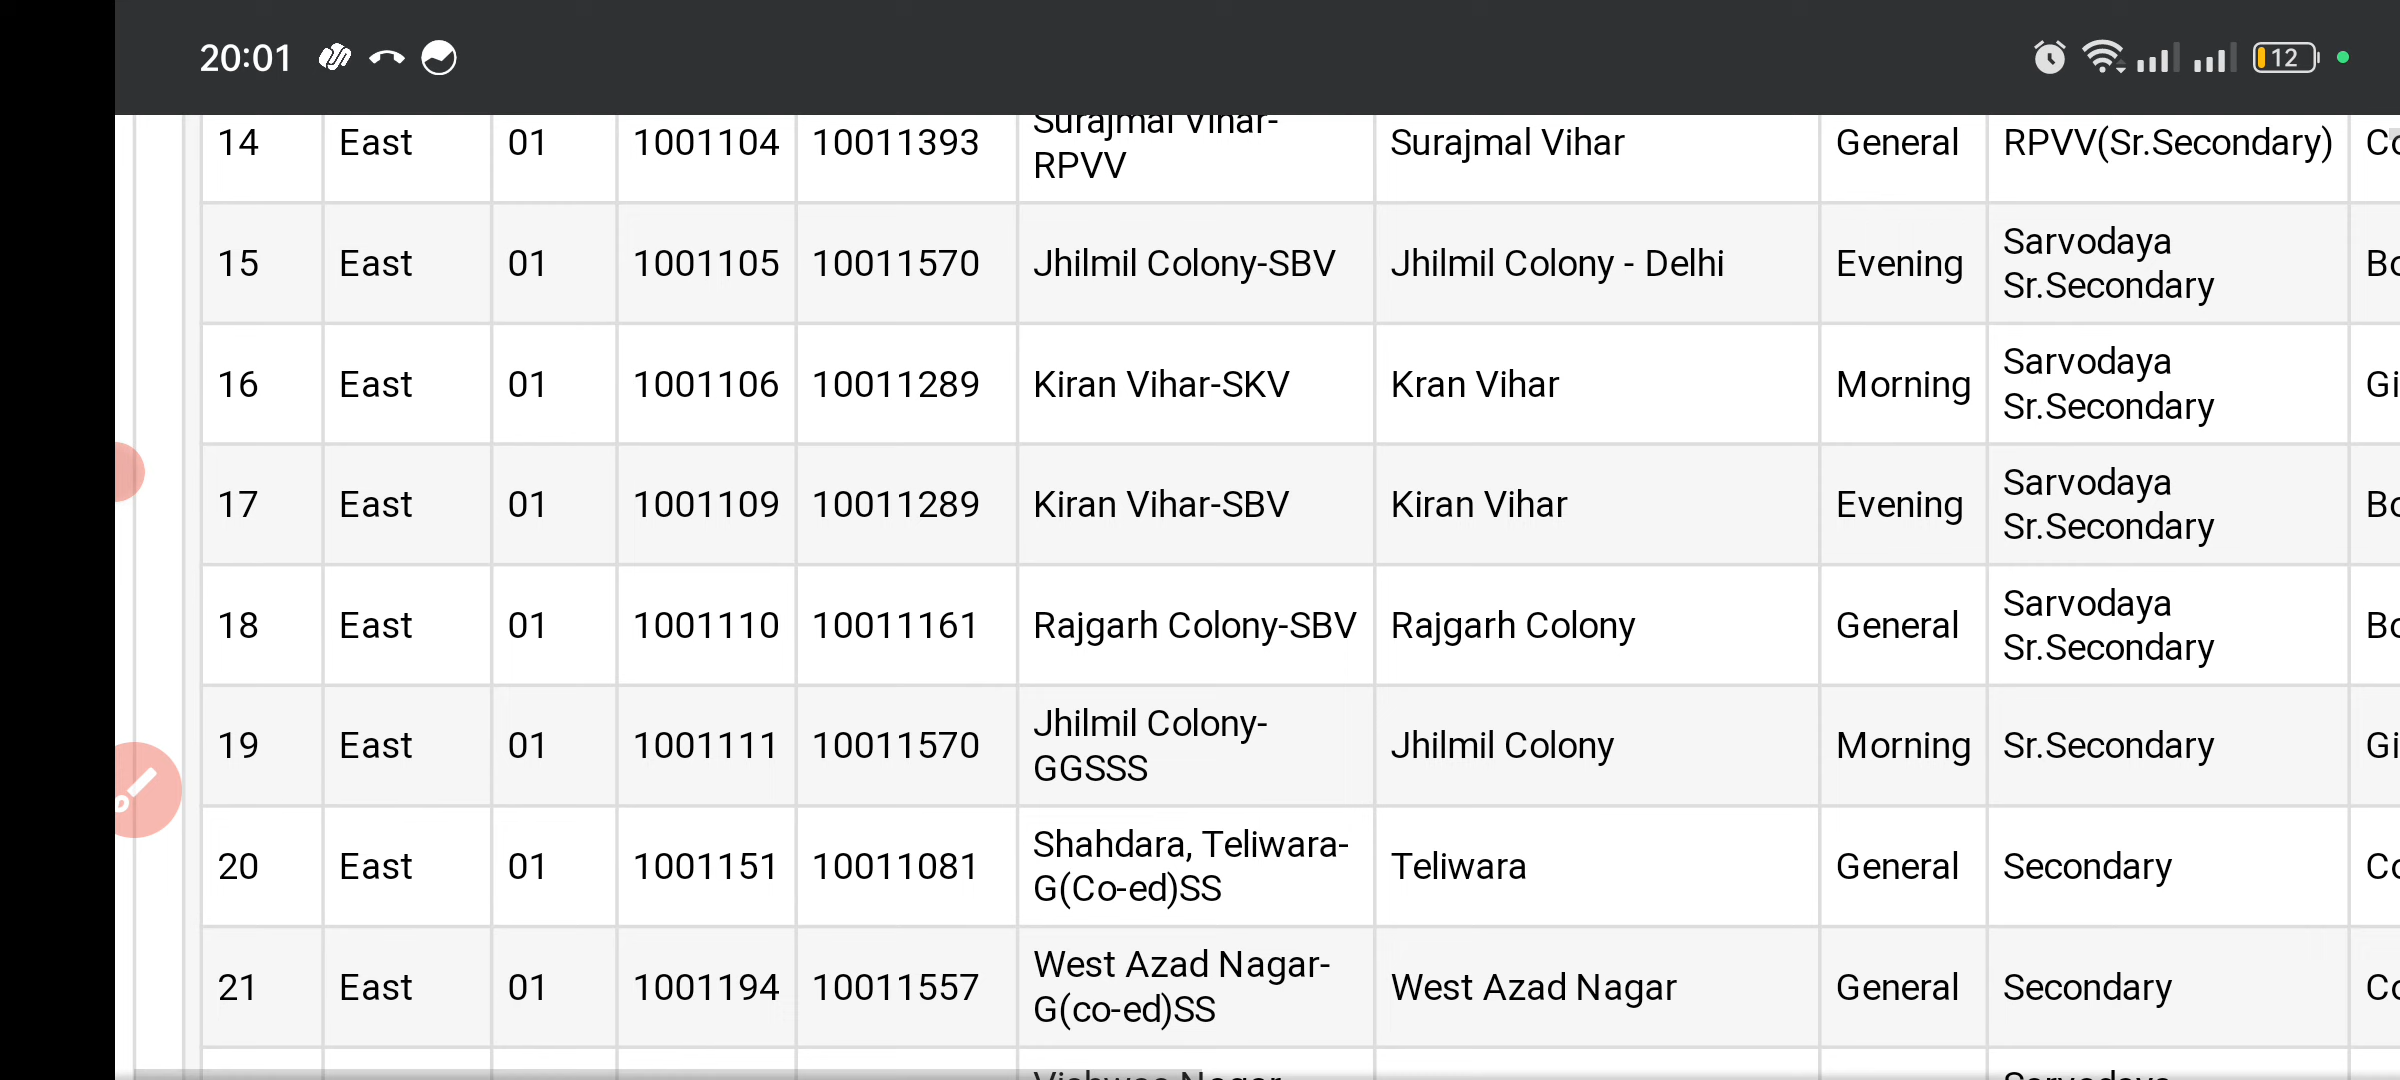 20:01 12
14 East 01 1001104 10011393 Surajmal Vihar- Surajmal Vihar General RPVV(Sr.Secondary)
RPVV
15 East 01 1001105 10011570 Jhilmil Colony-SBV Jhilmil Colony - Delhi Evening Sarvodaya
Sr.Secondary
16 East 01 1001106 10011289 Kiran Vihar-SKV Kran Vihar Morning Sarvodaya
Sr.Secondary
17 East 01 1001109 10011289 Kiran Vihar-SBV Kiran Vihar Evening Sarvodaya
Sr.Secondary
18 East 01 1001110 10011161 Rajgarh Colony-SBV Rajgarh Colony General Sarvodaya
Sr.Secondary
19 East 01 1001111 10011570 Jhilmil Colony- Jhilmil Colony Morning Sr.Secondary
GGSSS
20 East 01 1001151 10011081 Shahdara, Teliwara- Teliwara General Secondary
G(Co-ed)SS
21 East 01 1001194 10011557 West Azad Nagar- West Azad Nagar General Secondary
G(co-ed)SS